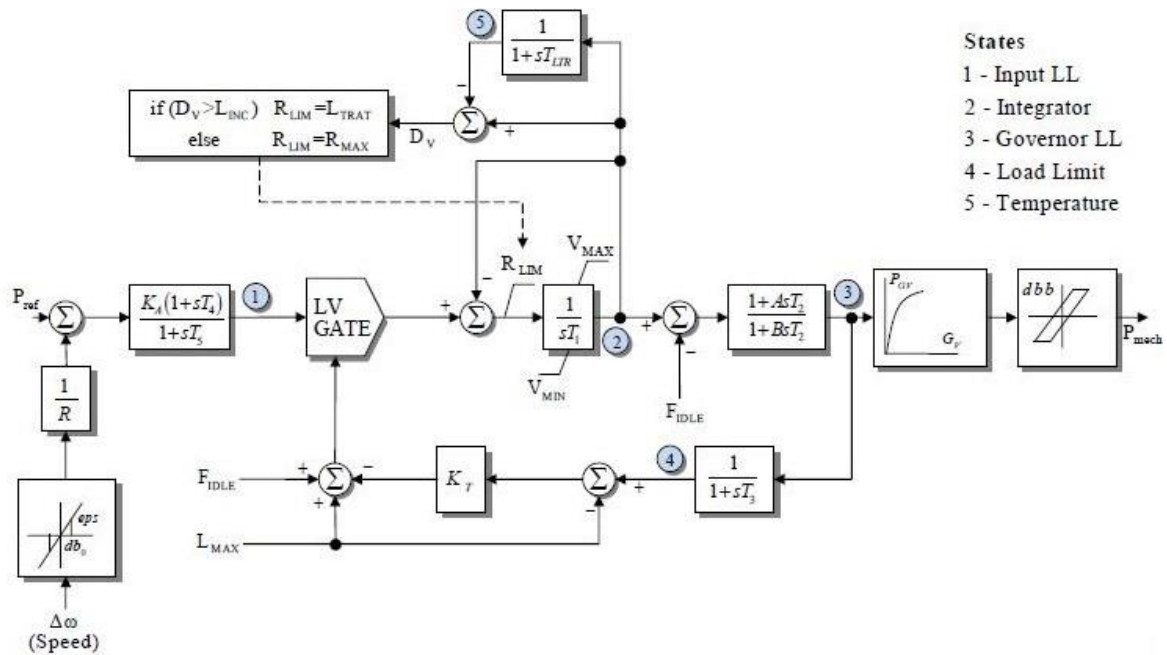 States
1 - Input LL
2 - Integrator
3 - Governor LL
4 - Load Limit
5 - Temperature
5
1
1+sT_LTR
−
Σ
+
D_V
if (D_V>L_INC) R_LIM=L_TRAT
else R_LIM=R_MAX
P_ref
Σ
K_A(1+sT_4)
1+sT_5
1
LV
GATE
+
−
Σ
R_LIM
V_MAX
1
sT_1
V_MIN
2
+
Σ
−
F_IDLE
1+AsT_2
1+BsT_2
3
P_GV
G_V
dbb
P_mech
1
R
eps
db_0
Δω
(Speed)
F_IDLE
+
Σ
−
+
K_T
Σ
+
−
4
1
1+sT_3
L_MAX